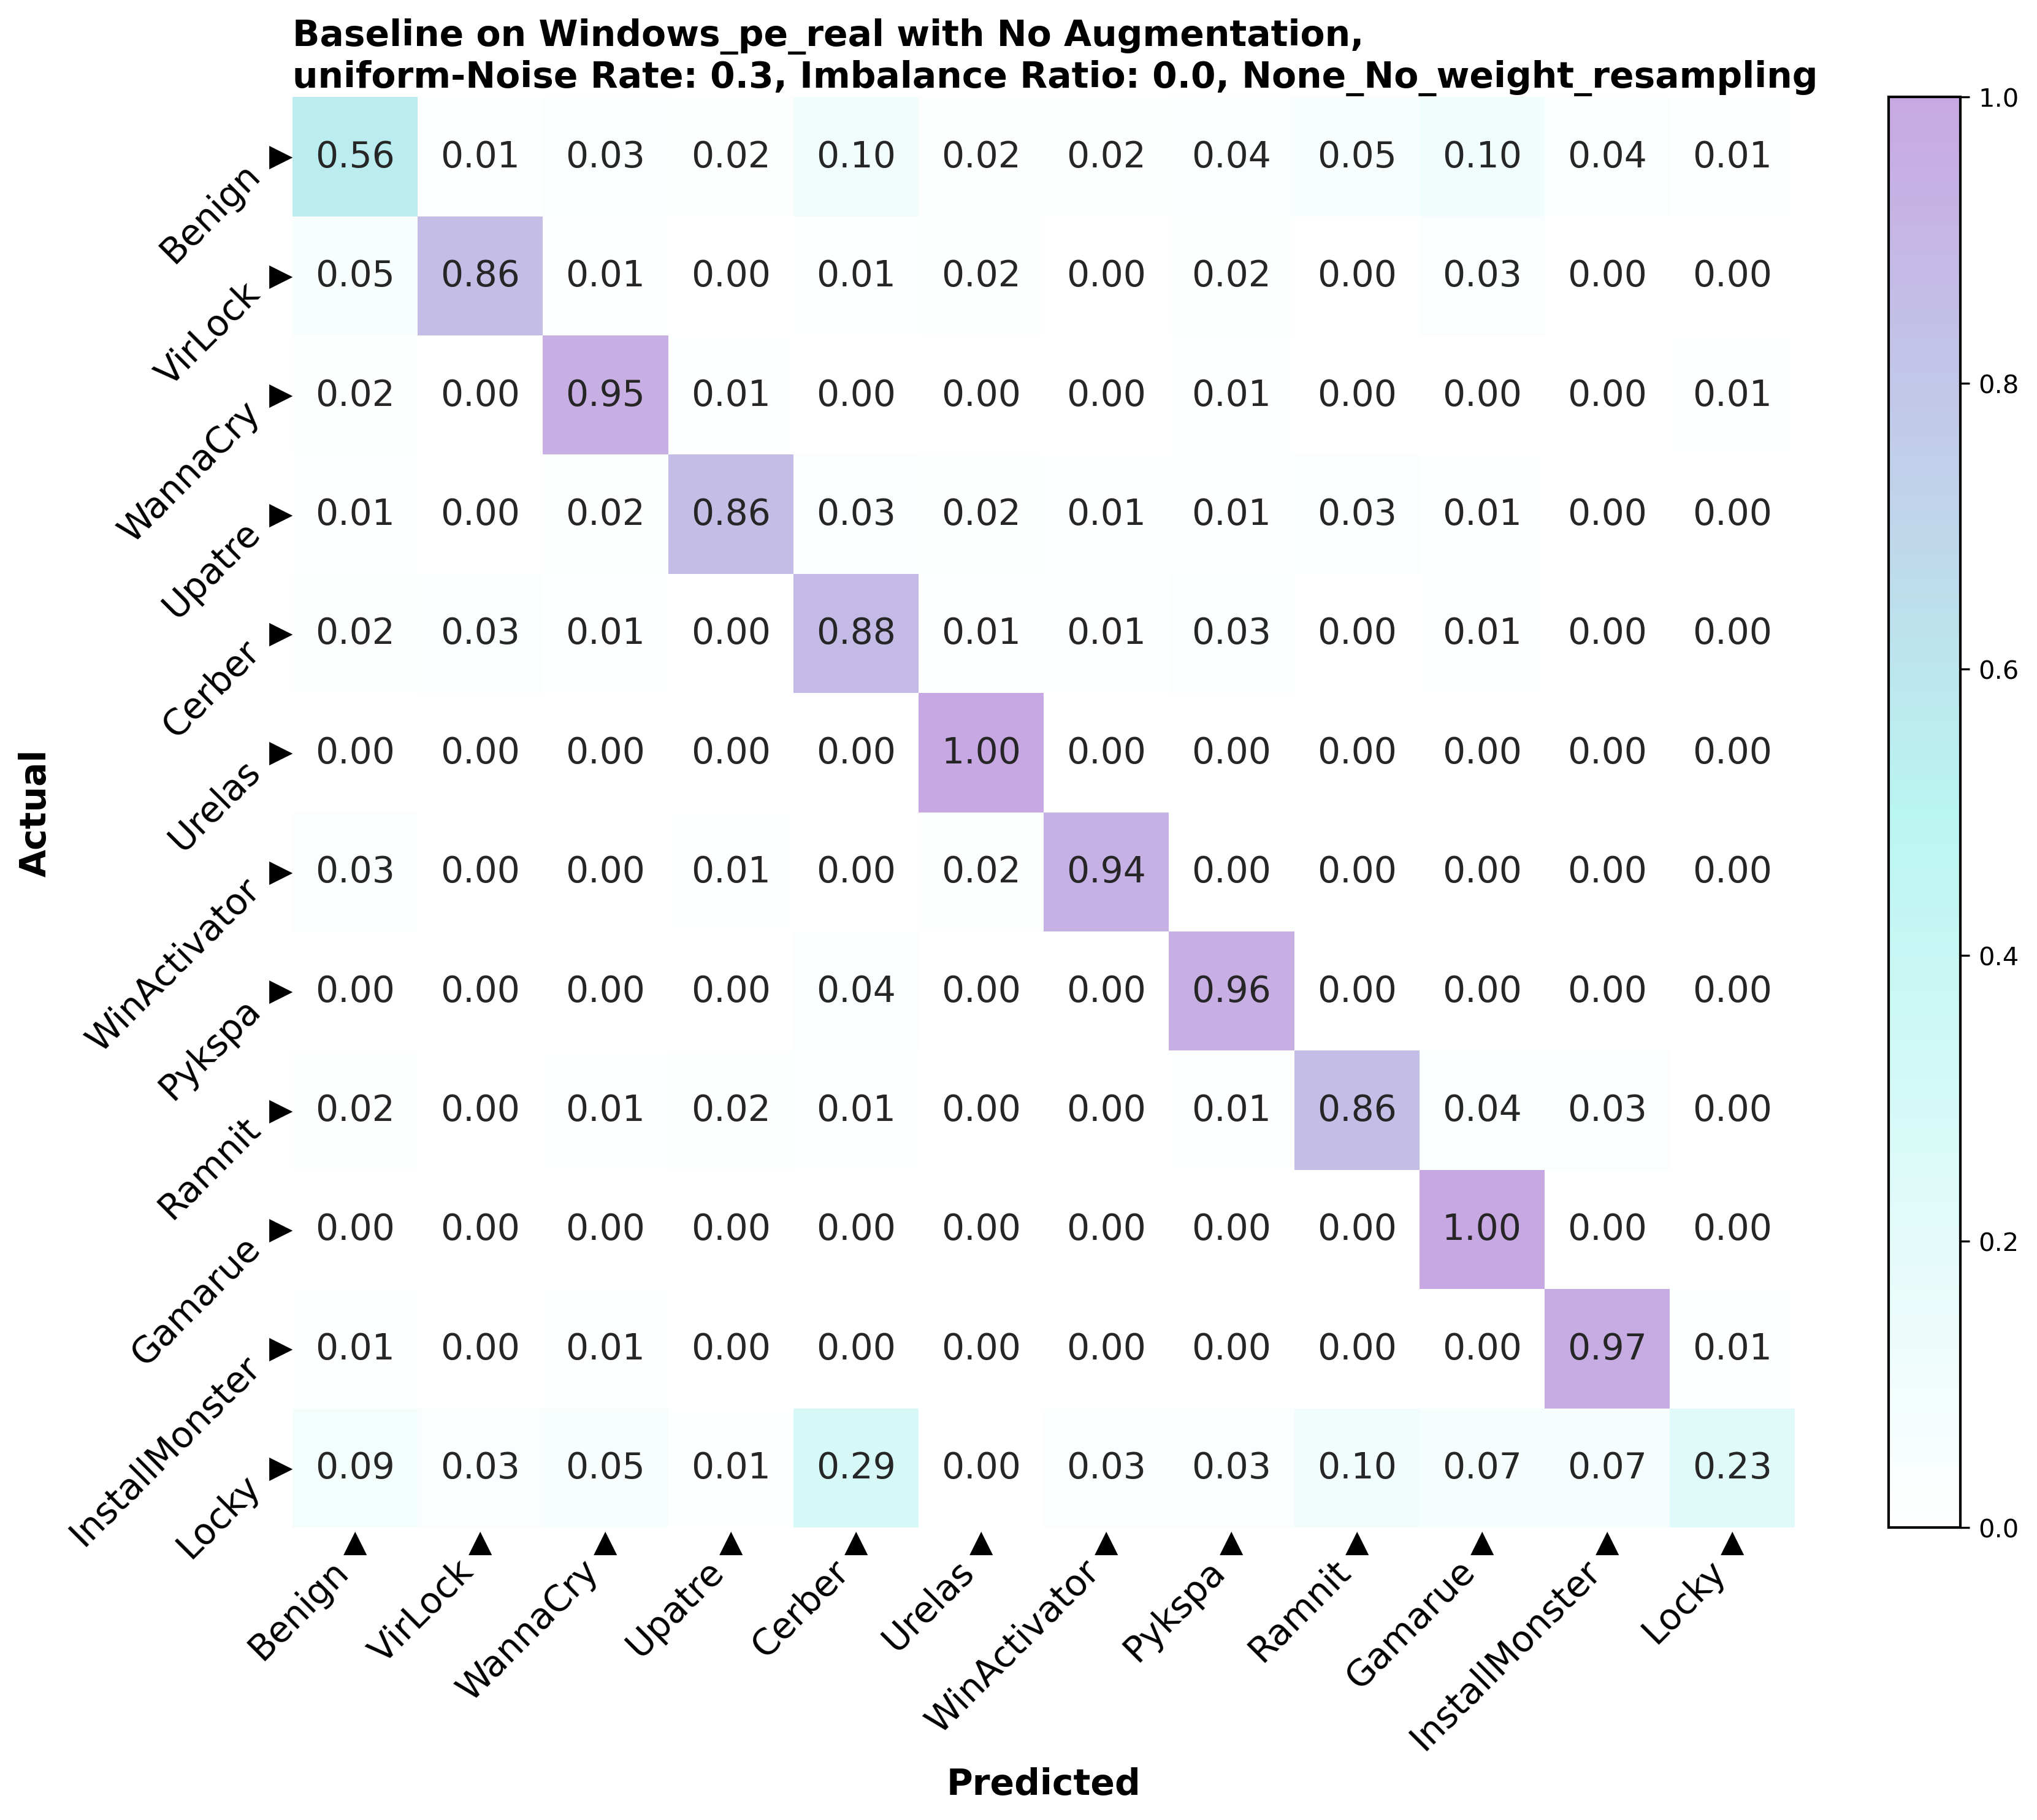 Baseline on Windows_pe_real with No Augmentation,
uniform-Noise Rate: 0.3, Imbalance Ratio: 0.0, None_No_weight_resampling
Actual
Benign ▶ 0.56 0.01 0.03 0.02 0.10 0.02 0.02 0.04 0.05 0.10 0.04 0.01
VirLock ▶ 0.05 0.86 0.01 0.00 0.01 0.02 0.00 0.02 0.00 0.03 0.00 0.00
WannaCry ▶ 0.02 0.00 0.95 0.01 0.00 0.00 0.00 0.01 0.00 0.00 0.00 0.01
Upatre ▶ 0.01 0.00 0.02 0.86 0.03 0.02 0.01 0.01 0.03 0.01 0.00 0.00
Cerber ▶ 0.02 0.03 0.01 0.00 0.88 0.01 0.01 0.03 0.00 0.01 0.00 0.00
Urelas ▶ 0.00 0.00 0.00 0.00 0.00 1.00 0.00 0.00 0.00 0.00 0.00 0.00
WinActivator ▶ 0.03 0.00 0.00 0.01 0.00 0.02 0.94 0.00 0.00 0.00 0.00 0.00
Pykspa ▶ 0.00 0.00 0.00 0.00 0.04 0.00 0.00 0.96 0.00 0.00 0.00 0.00
Ramnit ▶ 0.02 0.00 0.01 0.02 0.01 0.00 0.00 0.01 0.86 0.04 0.03 0.00
Gamarue ▶ 0.00 0.00 0.00 0.00 0.00 0.00 0.00 0.00 0.00 1.00 0.00 0.00
InstallMonster ▶ 0.01 0.00 0.01 0.00 0.00 0.00 0.00 0.00 0.00 0.00 0.97 0.01
Locky ▶ 0.09 0.03 0.05 0.01 0.29 0.00 0.03 0.03 0.10 0.07 0.07 0.23
Benign ▶ VirLock ▶ WannaCry ▶ Upatre ▶ Cerber ▶ Urelas ▶ WinActivator ▶ Pykspa ▶ Ramnit ▶ Gamarue ▶ InstallMonster ▶ Locky ▶
Predicted
1.0
0.8
0.6
0.4
0.2
0.0